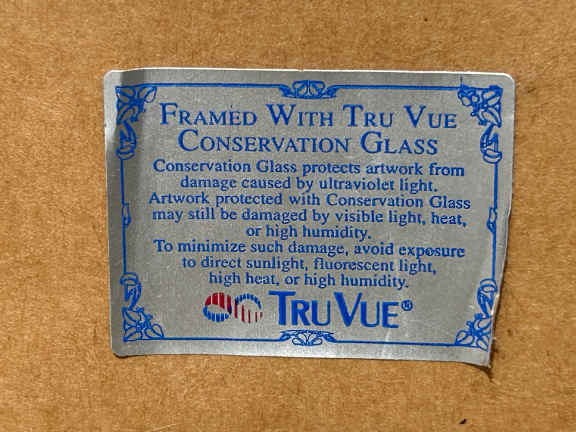 FRAMED WITH TRU VUE
CONSERVATION GLASS
Conservation Glass protects artwork from
damage caused by ultraviolet light.
Artwork protected with Conservation Glass
may still be damaged by visible light, heat,
or high humidity.
To minimize such damage, avoid exposure
to direct sunlight, fluorescent light,
high heat, or high humidity.
TRU VUE®